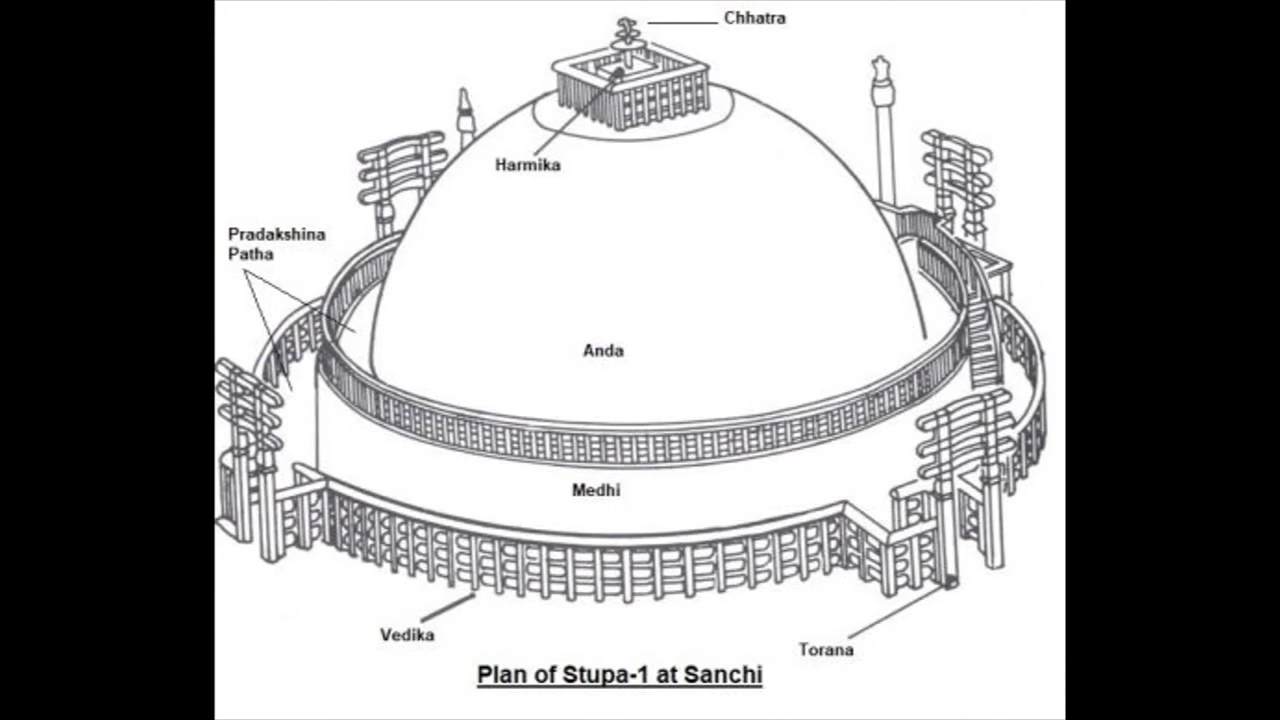 Chhatra
Harmika
Pradakshina
Patha
Anda
Medhi
Vedika
Torana
Plan of Stupa-1 at Sanchi